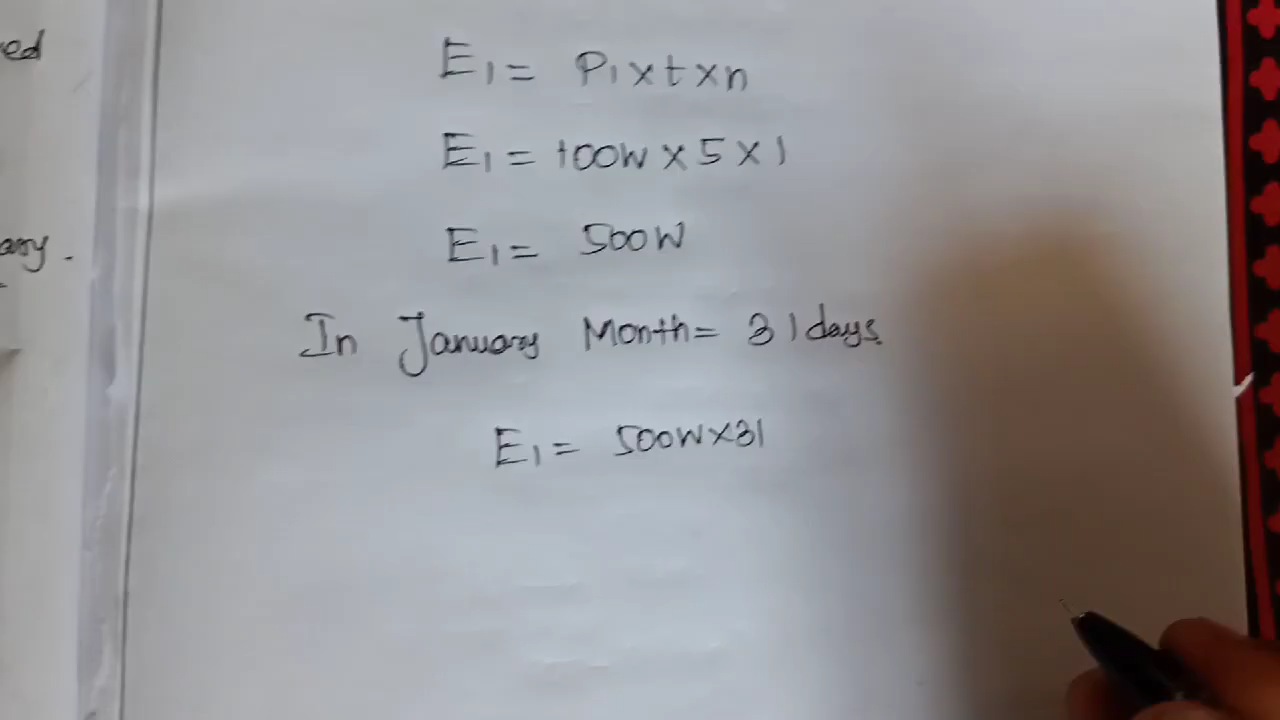 E₁ = P₁ x t x n
E₁ = 100W x 5 x 1
E₁ = 500W
In January Month = 31 days
E₁ = 500W x 31